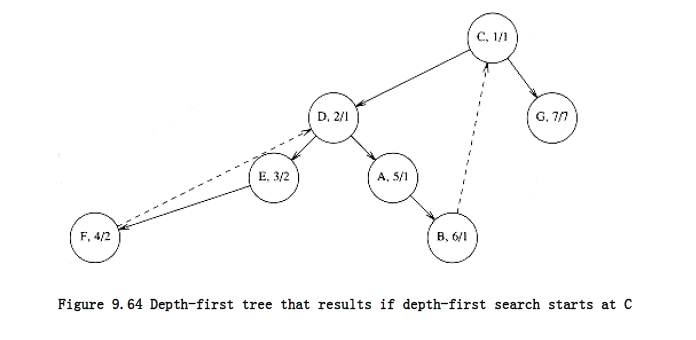 C, 1/1
D, 2/1
G, 7/7
E, 3/2
A, 5/1
F, 4/2
B, 6/1
Figure 9.64 Depth-first tree that results if depth-first search starts at C